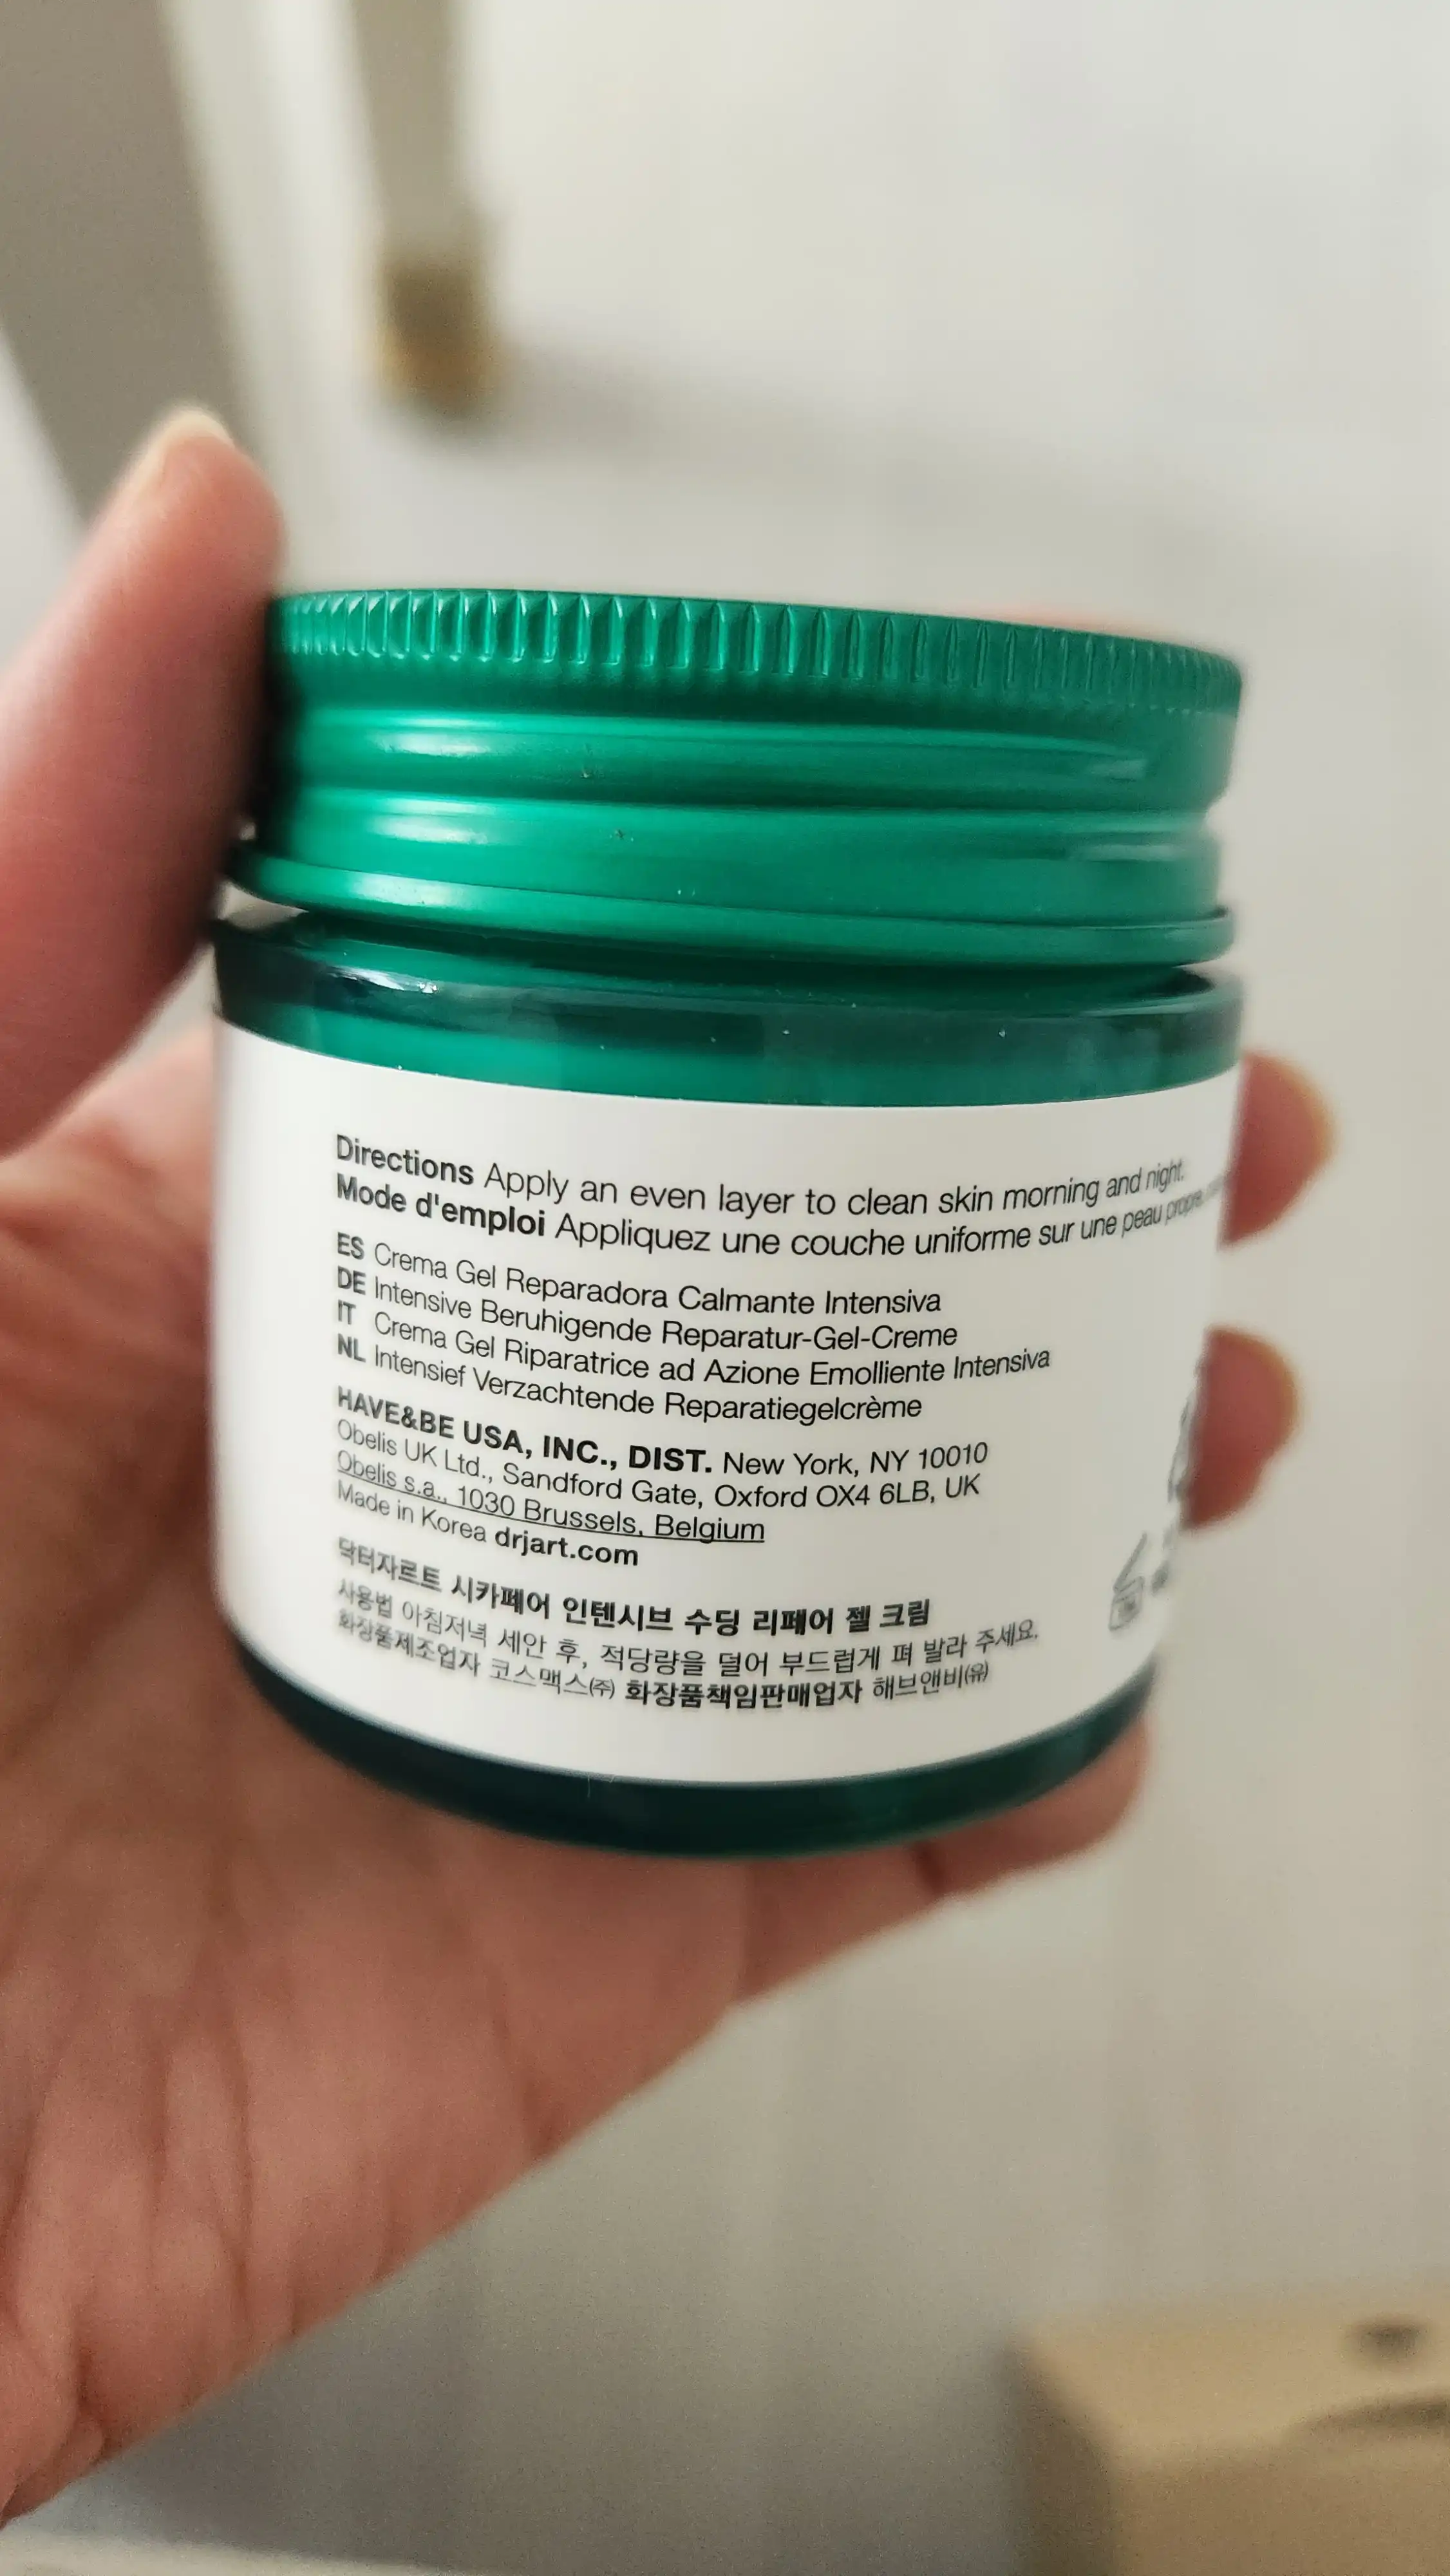 Directions Apply an even layer to clean skin morning and night.
Mode d'emploi Appliquez une couche uniforme sur une peau propre,
ES Crema Gel Reparadora Calmante Intensiva
DE Intensive Beruhigende Reparatur-Gel-Creme
IT Crema Gel Riparatrice ad Azione Emolliente Intensiva
NL Intensief Verzachtende Reparatiegelcrème
HAVE&BE USA, INC., DIST. New York, NY 10010
Obelis UK Ltd., Sandford Gate, Oxford OX4 6LB, UK
Obelis s.a., 1030 Brussels, Belgium
Made in Korea drjart.com
닥터자르트 시카페어 인텐시브 수딩 리페어 젤 크림
사용법 아침저녁 세안 후, 적당량을 덜어 부드럽게 펴 발라 주세요.
화장품제조업자 코스맥스㈜ 화장품책임판매업자 해브앤비(유)